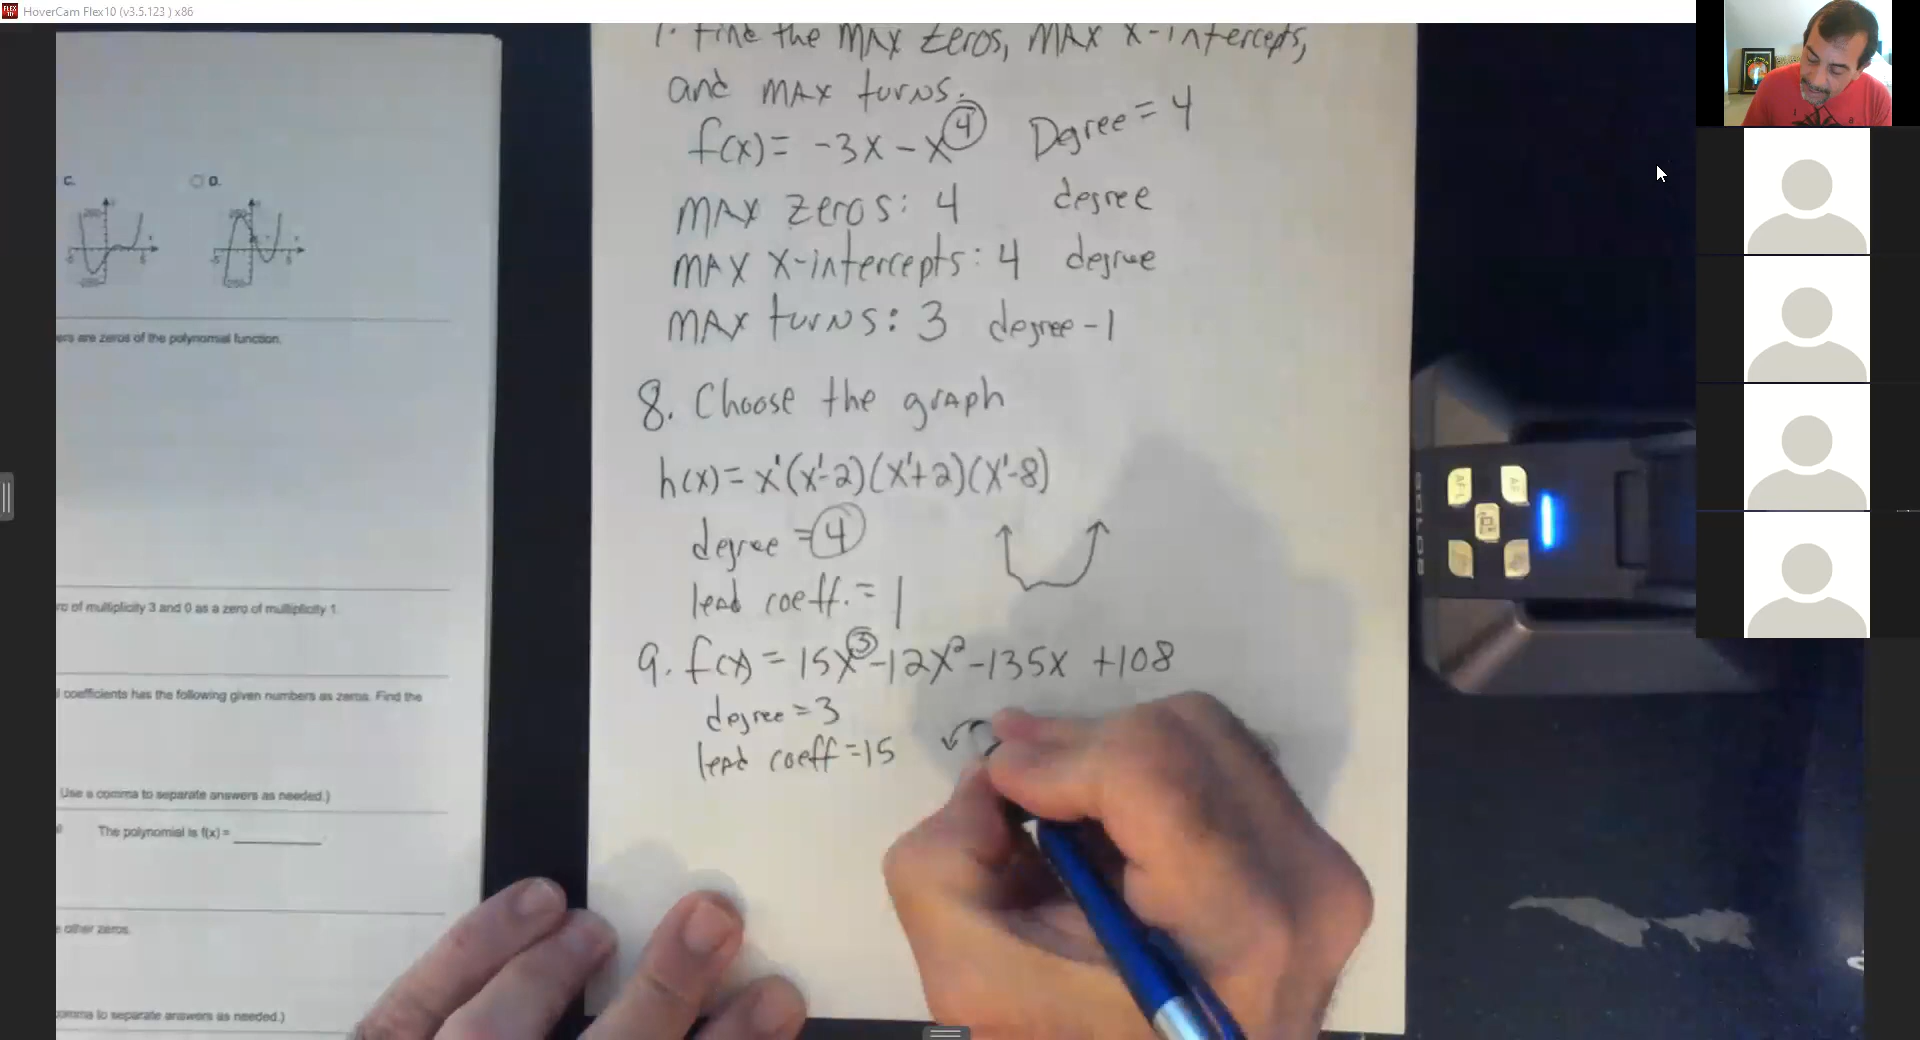 HoverCam Flex10 (v3.5.123 ) x86
7. Find the MAX zeros, MAX x-intercepts,
and MAX turns.
f(x) = -3x - x^4 Degree = 4
MAX zeros: 4 degree
MAX x-intercepts: 4 degree
MAX turns: 3 degree -1
8. Choose the graph
h(x) = x'(x'-2)(x'+2)(x'-8)
degree = 4
lead coeff. = 1
9. f(x) = 15x^3 -12x^2 -135x +108
degree = 3
lead coeff = 15
C. D.
ers are zeros of the polynomial function.
ro of multiplicity 3 and 0 as a zero of multiplicity 1.
coefficients has the following given numbers as zeros. Find the
Use a comma to separate answers as needed.)
The polynomial is f(x) = ________.
other zeros.
comma to separate answers as needed.)